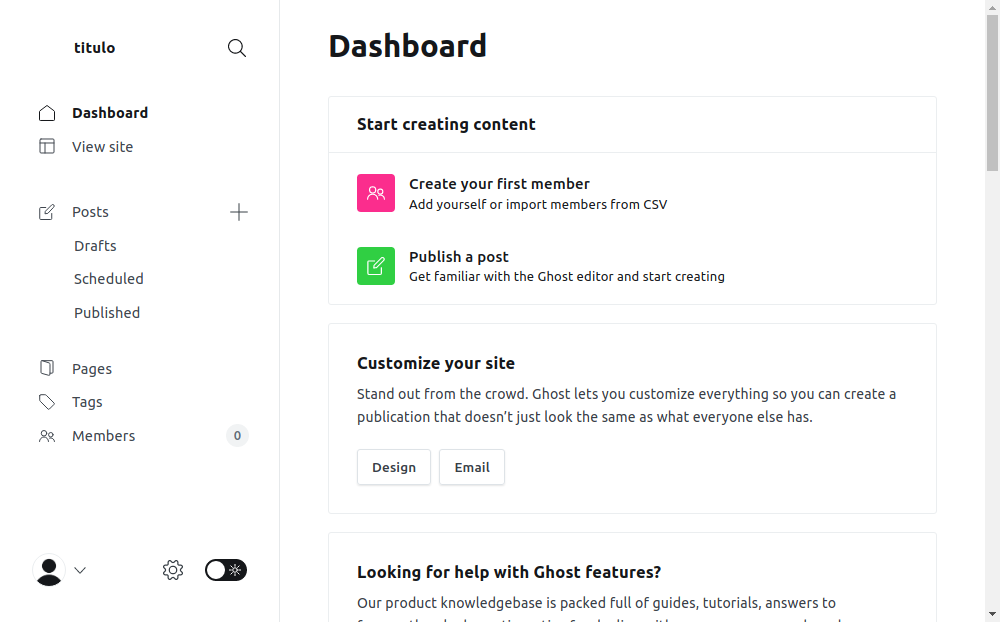 titulo
Dashboard
View site
Posts
Drafts
Scheduled
Published
Pages
Tags
Members
0
Dashboard
Start creating content
Create your first member
Add yourself or import members from CSV
Publish a post
Get familiar with the Ghost editor and start creating
Customize your site
Stand out from the crowd. Ghost lets you customize everything so you can create a
publication that doesn’t just look the same as what everyone else has.
Design
Email
Looking for help with Ghost features?
Our product knowledgebase is packed full of guides, tutorials, answers to